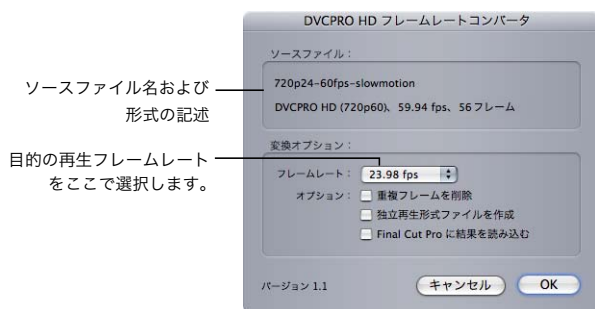 DVCPRO HD フレームレートコンバータ
ソースファイル：
ソースファイル名および
形式の記述
720p24-60fps-slowmotion
DVCPRO HD (720p60)、59.94 fps、56 フレーム
目的の再生フレームレート
をここで選択します。
変換オプション：
フレームレート： 23.98 fps
オプション： 重複フレームを削除
独立再生形式ファイルを作成
Final Cut Pro に結果を読み込む
バージョン 1.1 キャンセル OK